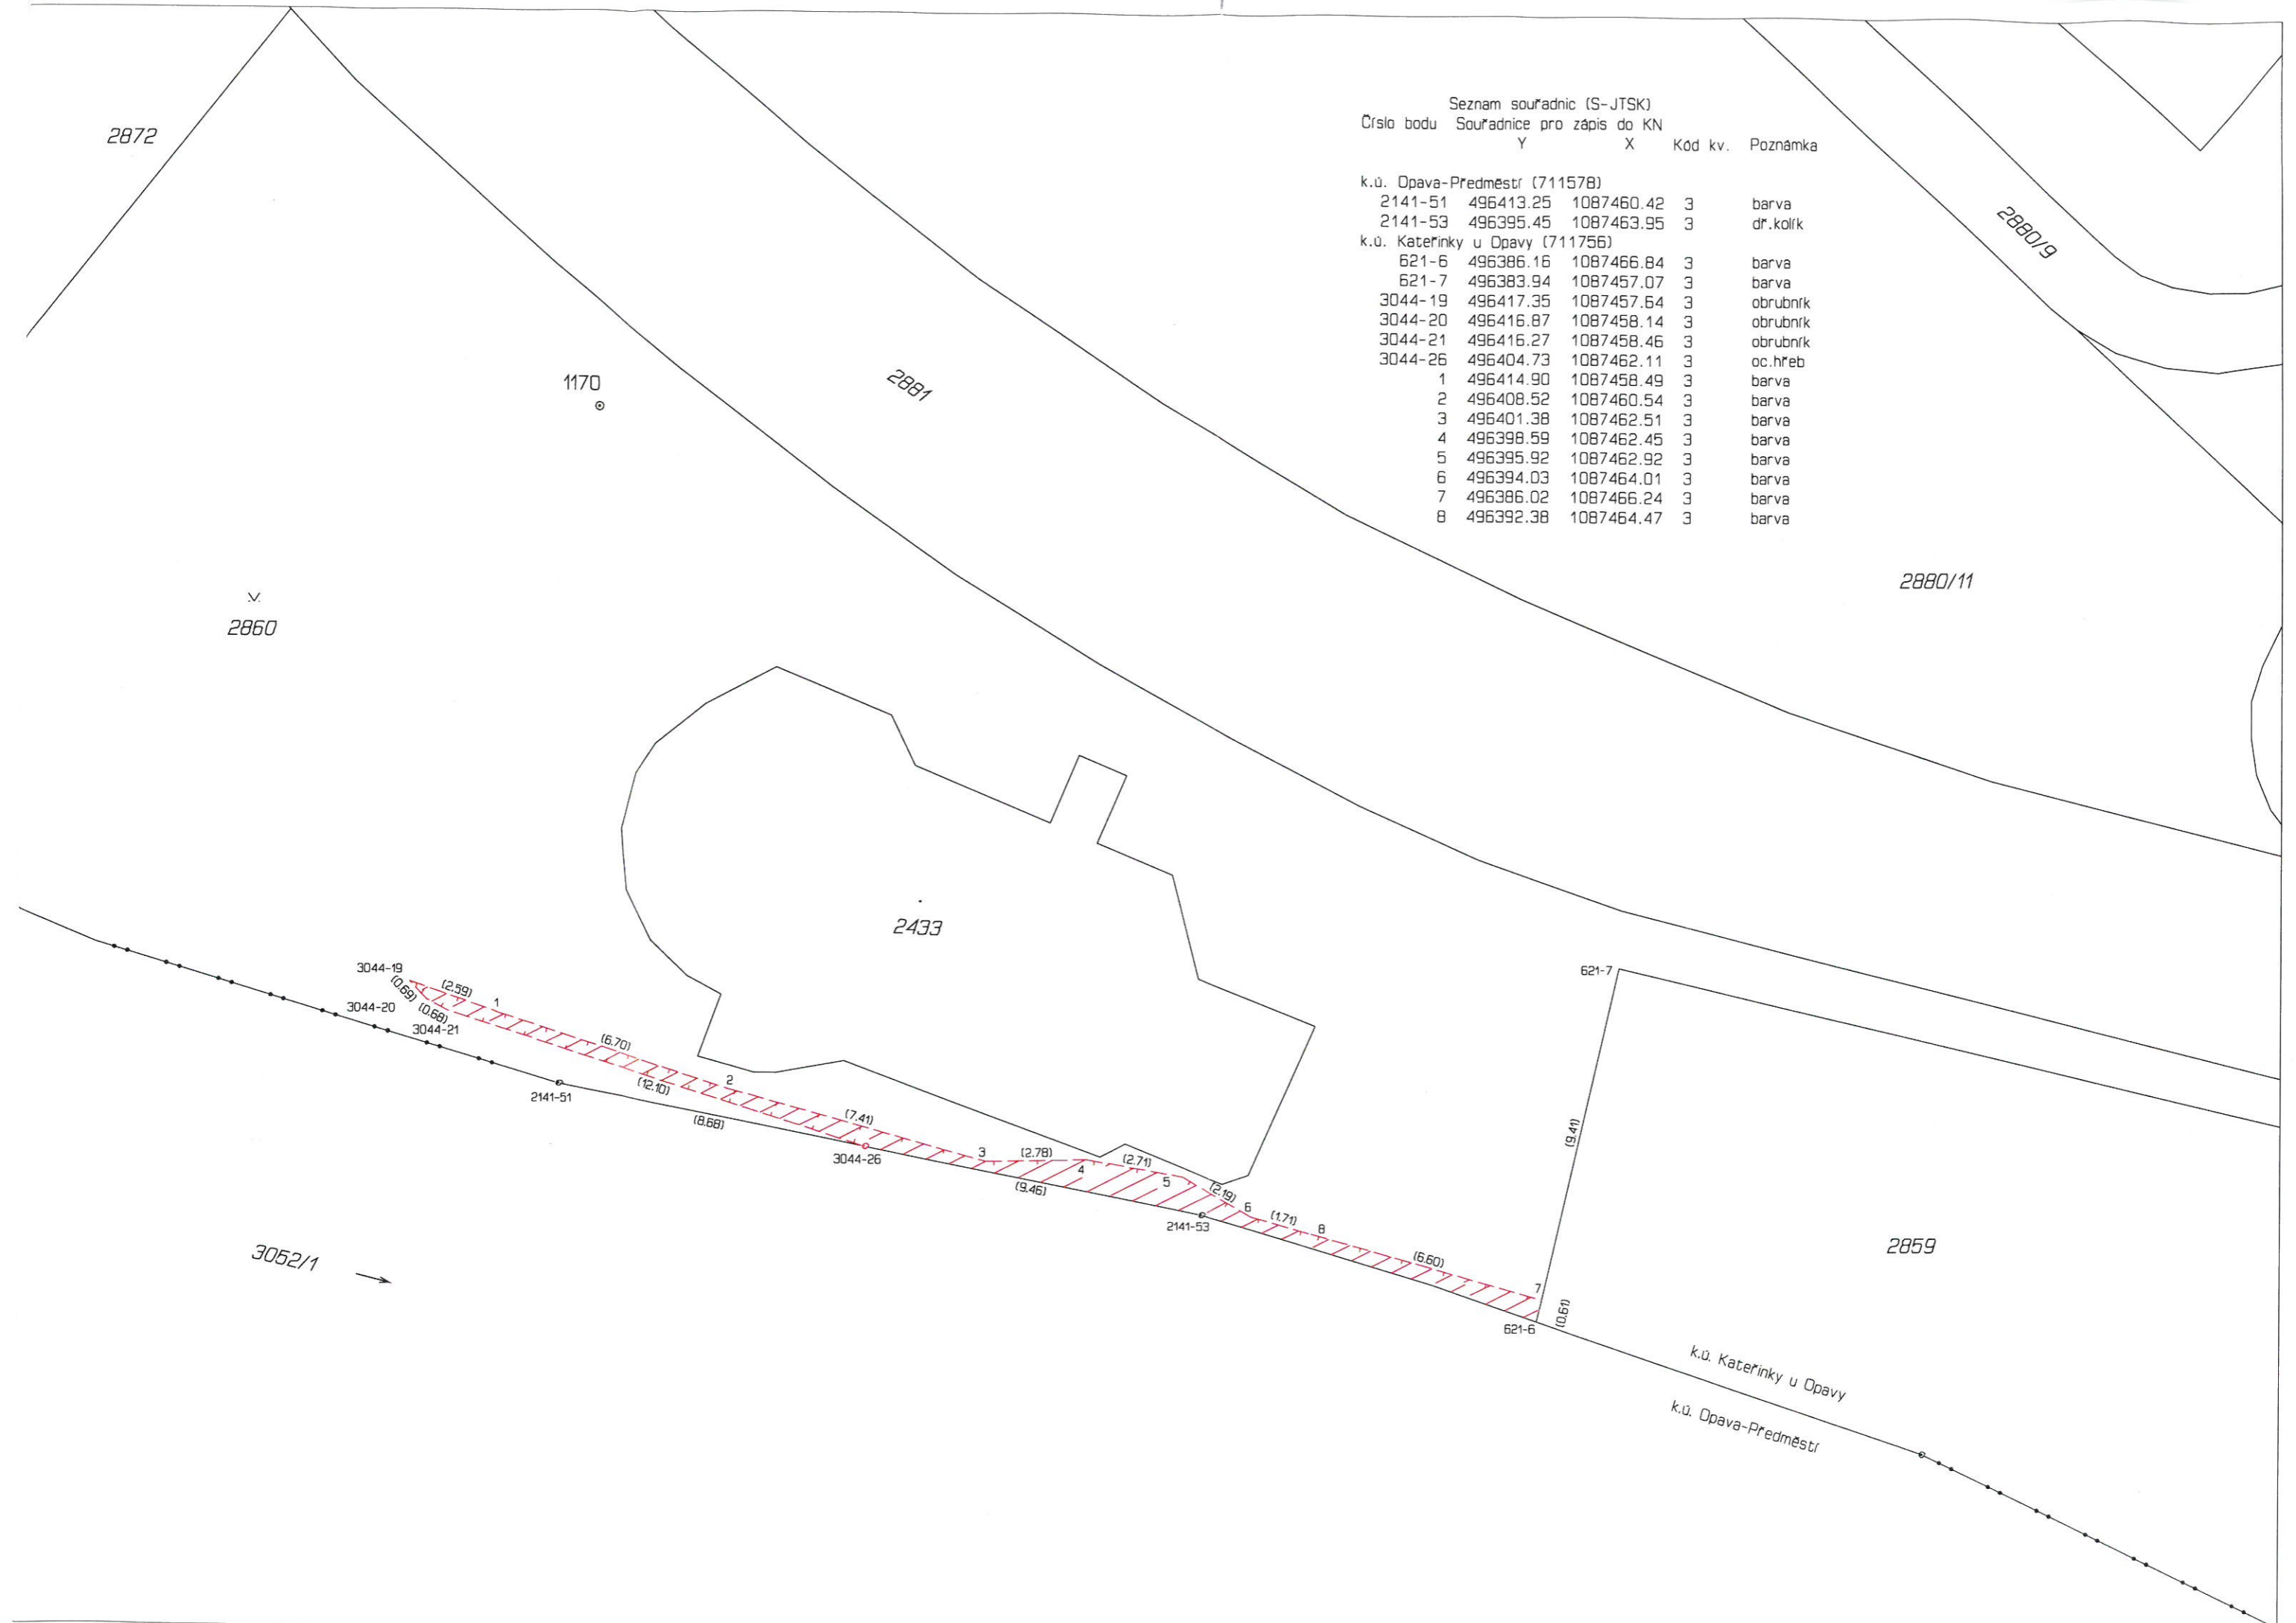 Seznam souřadnic (S-JTSK)
Číslo bodu Souřadnice pro zápis do KN
Y X Kód kv. Poznámka
k.ú. Opava-Předměstí (711578)
2141-51 496413.25 1087460.42 3 barva
2141-53 496395.45 1087463.95 3 dř.kolík
k.ú. Kateřinky u Opavy (711756)
621-6 496386.16 1087466.84 3 barva
621-7 496383.94 1087457.07 3 barva
3044-19 496417.35 1087457.64 3 obrubník
3044-20 496416.87 1087458.14 3 obrubník
3044-21 496416.27 1087458.46 3 obrubník
3044-26 496404.73 1087462.11 3 oc.hřeb
1 496414.90 1087458.49 3 barva
2 496408.52 1087460.54 3 barva
3 496401.38 1087462.51 3 barva
4 496398.59 1087462.45 3 barva
5 496395.92 1087462.92 3 barva
6 496394.03 1087464.01 3 barva
7 496386.02 1087466.24 3 barva
8 496392.38 1087464.47 3 barva
2872
2880/9
1170
2881
2880/11
2860
2433
3044-19
(2.59)
(0.69)
1
3044-20
(0.68)
3044-21
(6.70)
2
(12.10)
2141-51
(8.68)
(7.41)
3044-26
3
(2.78)
4
(2.71)
5
(9.46)
(2.19)
6
2141-53
(1.71)
8
(6.60)
7
621-7
(9.41)
(0.61)
621-6
2859
3052/1
k.ú. Kateřinky u Opavy
k.ú. Opava-Předměstí